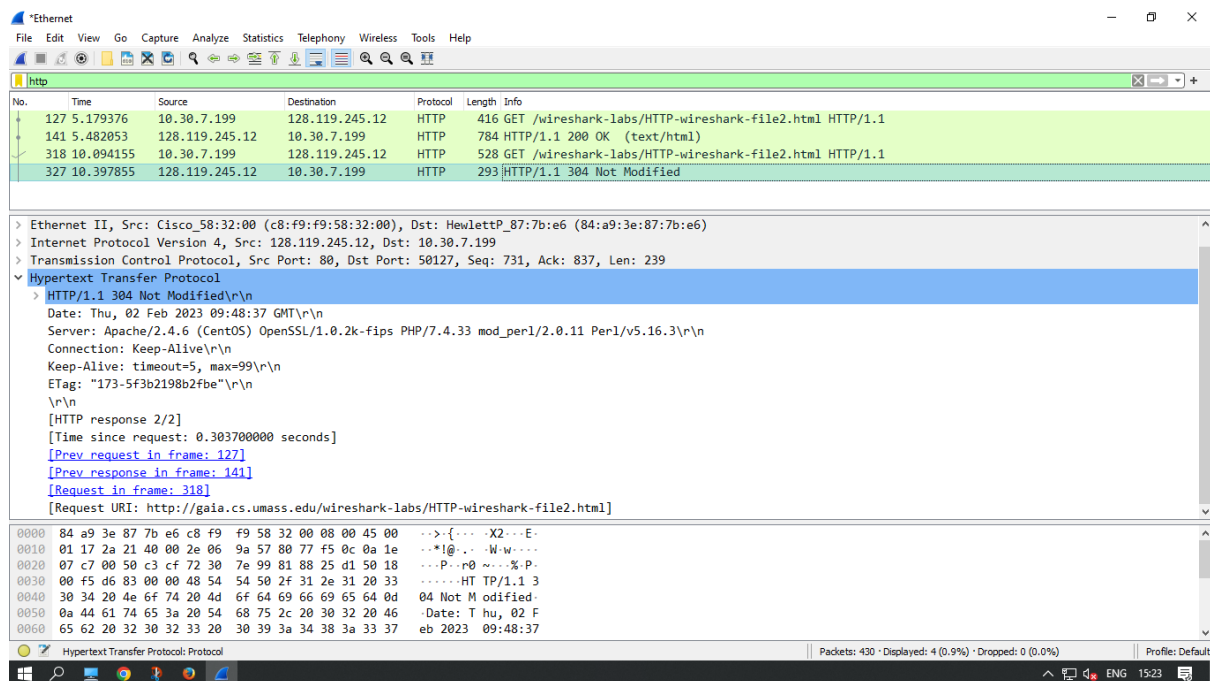 *Ethernet
File Edit View Go Capture Analyze Statistics Telephony Wireless Tools Help
http
No. Time Source Destination Protocol Length Info
127 5.179376 10.30.7.199 128.119.245.12 HTTP 416 GET /wireshark-labs/HTTP-wireshark-file2.html HTTP/1.1
141 5.482053 128.119.245.12 10.30.7.199 HTTP 784 HTTP/1.1 200 OK (text/html)
318 10.094155 10.30.7.199 128.119.245.12 HTTP 528 GET /wireshark-labs/HTTP-wireshark-file2.html HTTP/1.1
327 10.397855 128.119.245.12 10.30.7.199 HTTP 293 HTTP/1.1 304 Not Modified
> Ethernet II, Src: Cisco_58:32:00 (c8:f9:f9:58:32:00), Dst: HewlettP_87:7b:e6 (84:a9:3e:87:7b:e6)
> Internet Protocol Version 4, Src: 128.119.245.12, Dst: 10.30.7.199
> Transmission Control Protocol, Src Port: 80, Dst Port: 50127, Seq: 731, Ack: 837, Len: 239
Hypertext Transfer Protocol
> HTTP/1.1 304 Not Modified\r\n
Date: Thu, 02 Feb 2023 09:48:37 GMT\r\n
Server: Apache/2.4.6 (CentOS) OpenSSL/1.0.2k-fips PHP/7.4.33 mod_perl/2.0.11 Perl/v5.16.3\r\n
Connection: Keep-Alive\r\n
Keep-Alive: timeout=5, max=99\r\n
ETag: "173-5f3b2198b2fbe"\r\n
\r\n
[HTTP response 2/2]
[Time since request: 0.303700000 seconds]
[Prev request in frame: 127]
[Prev response in frame: 141]
[Request in frame: 318]
[Request URI: http://gaia.cs.umass.edu/wireshark-labs/HTTP-wireshark-file2.html]
0000 84 a9 3e 87 7b e6 c8 f9 f9 58 32 00 08 00 45 00 ··>·{··· ·X2···E·
0010 01 17 2a 21 40 00 2e 06 9a 57 80 77 f5 0c 0a 1e ··*!@·.· ·W·w····
0020 07 c7 00 50 c3 cf 72 30 7e 99 81 88 25 d1 50 18 ···P··r0 ~···%·P·
0030 00 f5 d6 83 00 00 48 54 54 50 2f 31 2e 31 20 33 ······HT TP/1.1 3
0040 30 34 20 4e 6f 74 20 4d 6f 64 69 66 69 65 64 0d 04 Not M odified·
0050 0a 44 61 74 65 3a 20 54 68 75 2c 20 30 32 20 46 ·Date: T hu, 02 F
0060 65 62 20 32 30 32 33 20 30 39 3a 34 38 3a 33 37 eb 2023 09:48:37
Hypertext Transfer Protocol: Protocol Packets: 430 · Displayed: 4 (0.9%) · Dropped: 0 (0.0%) Profile: Default
ENG 15:23